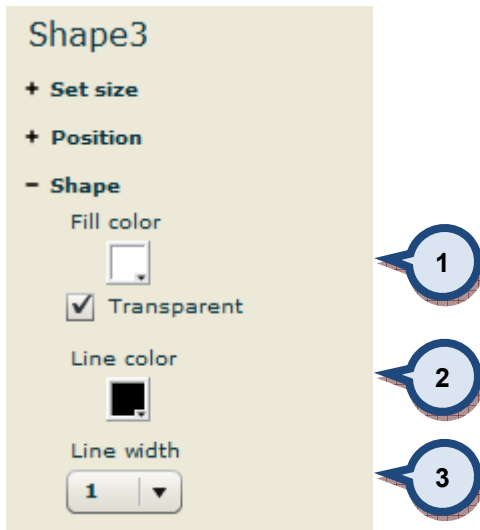 Shape3
+ Set size
+ Position
- Shape
Fill color
1
Transparent
Line color
2
Line width
1
3